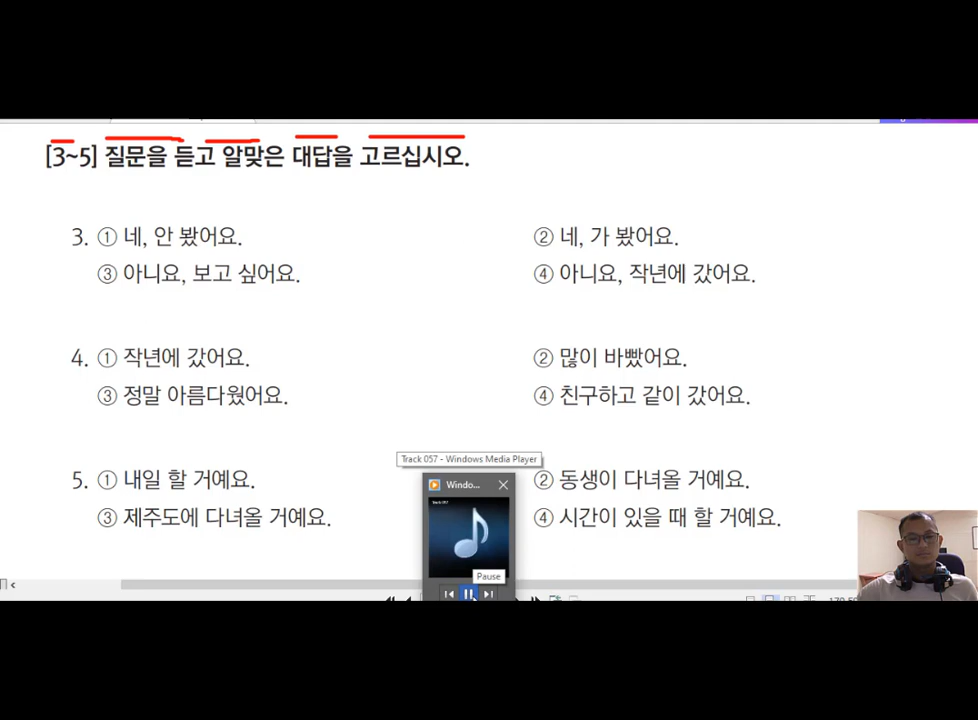 [3~5] 질문을 듣고 알맞은 대답을 고르십시오.
3. ① 네, 안 봤어요. ② 네, 가 봤어요.
③ 아니요, 보고 싶어요. ④ 아니요, 작년에 갔어요.
4. ① 작년에 갔어요. ② 많이 바빴어요.
③ 정말 아름다웠어요. ④ 친구하고 같이 갔어요.
Track 057 - Windows Media Player
5. ① 내일 할 거예요. ② 동생이 다녀올 거예요.
Windo...
③ 제주도에 다녀올 거예요. ④ 시간이 있을 때 할 거예요.
Pause